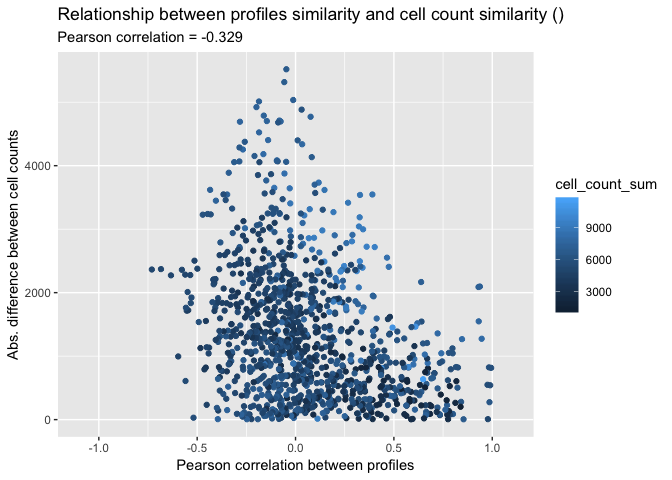 Relationship between profiles similarity and cell count similarity ()
Pearson correlation = -0.329
Abs. difference between cell counts
4000
2000
0
-1.0
-0.5
0.0
0.5
1.0
Pearson correlation between profiles
cell_count_sum
9000
6000
3000